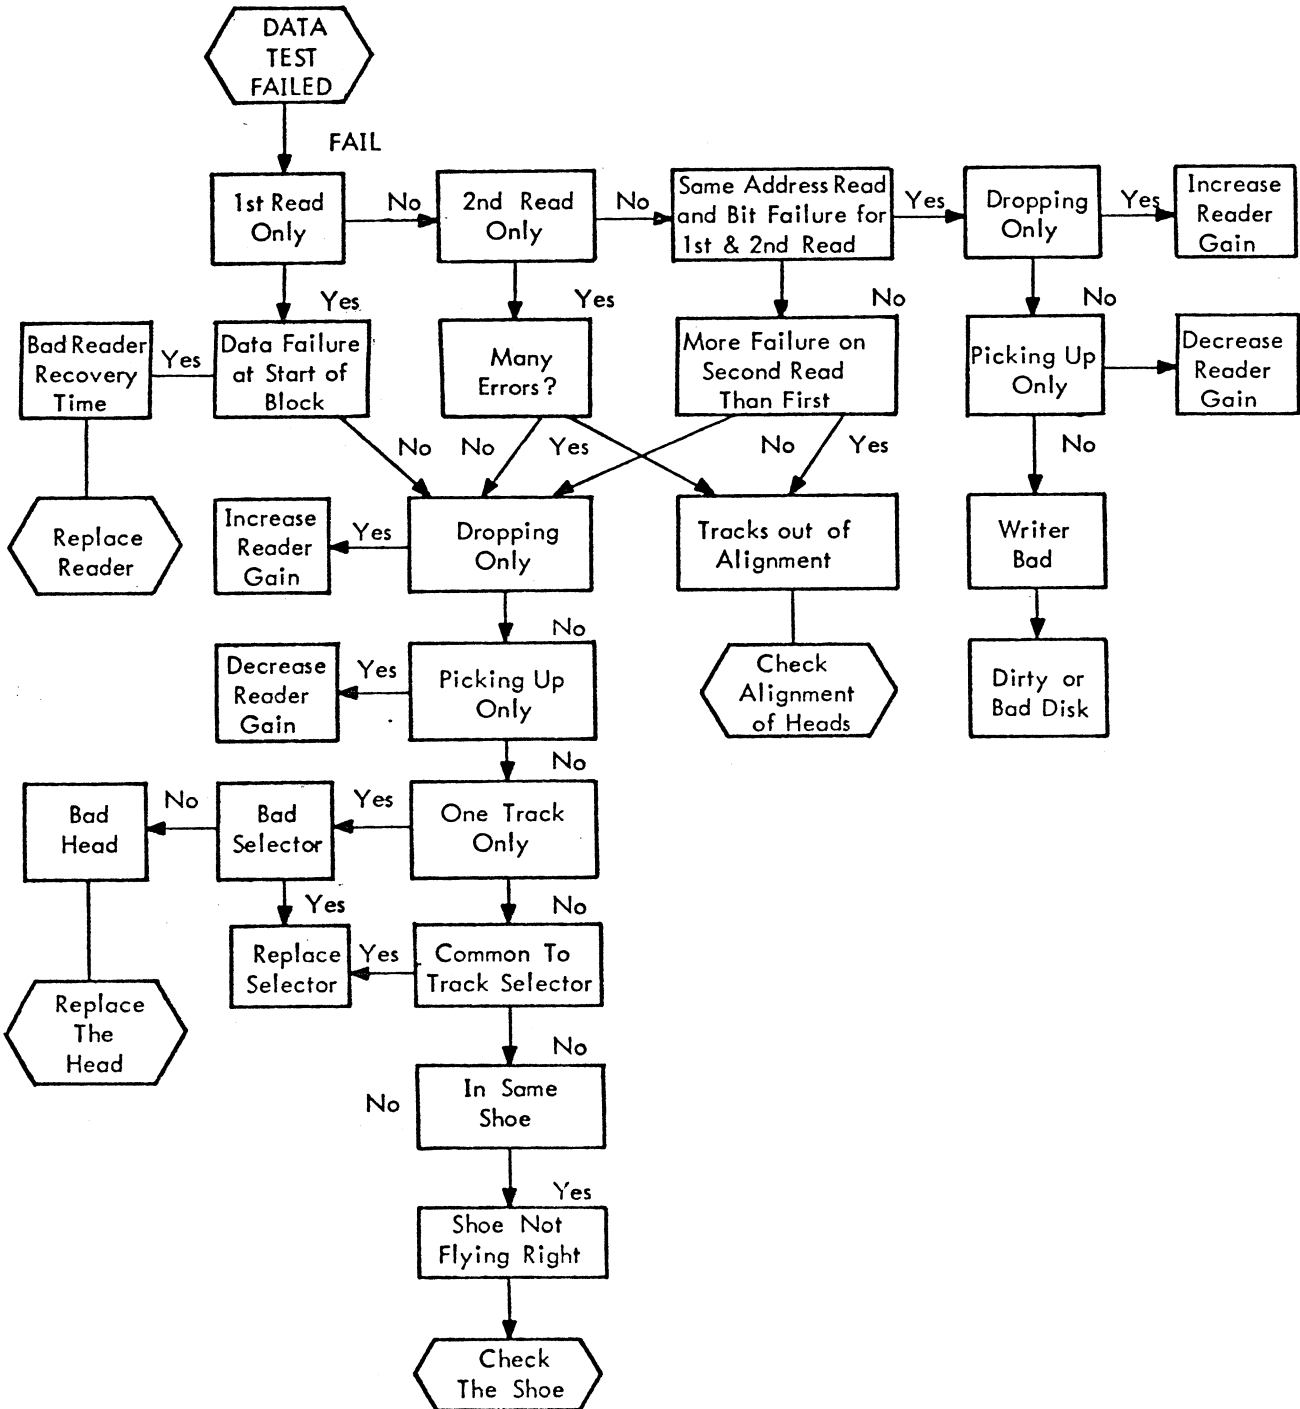 DATA
TEST
FAILED
FAIL
1st Read
Only
No
2nd Read
Only
No
Same Address Read
and Bit Failure for
1st & 2nd Read
Yes
Dropping
Only
Yes
Increase
Reader
Gain
Yes
Yes
No
No
Bad Reader
Recovery
Time
Yes
Data Failure
at Start of
Block
Many
Errors?
More Failure on
Second Read
Than First
Picking Up
Only
Decrease
Reader
Gain
No
No
Yes
No
Yes
No
Replace
Reader
Increase
Reader
Gain
Yes
Dropping
Only
Tracks out of
Alignment
Writer
Bad
No
Decrease
Reader
Gain
Yes
Picking Up
Only
Check
Alignment
of Heads
Dirty or
Bad Disk
No
Bad
Head
No
Bad
Selector
Yes
One Track
Only
Yes
No
Replace
Selector
Yes
Common To
Track Selector
Replace
The
Head
No
No
In Same
Shoe
Yes
Shoe Not
Flying Right
Check
The Shoe